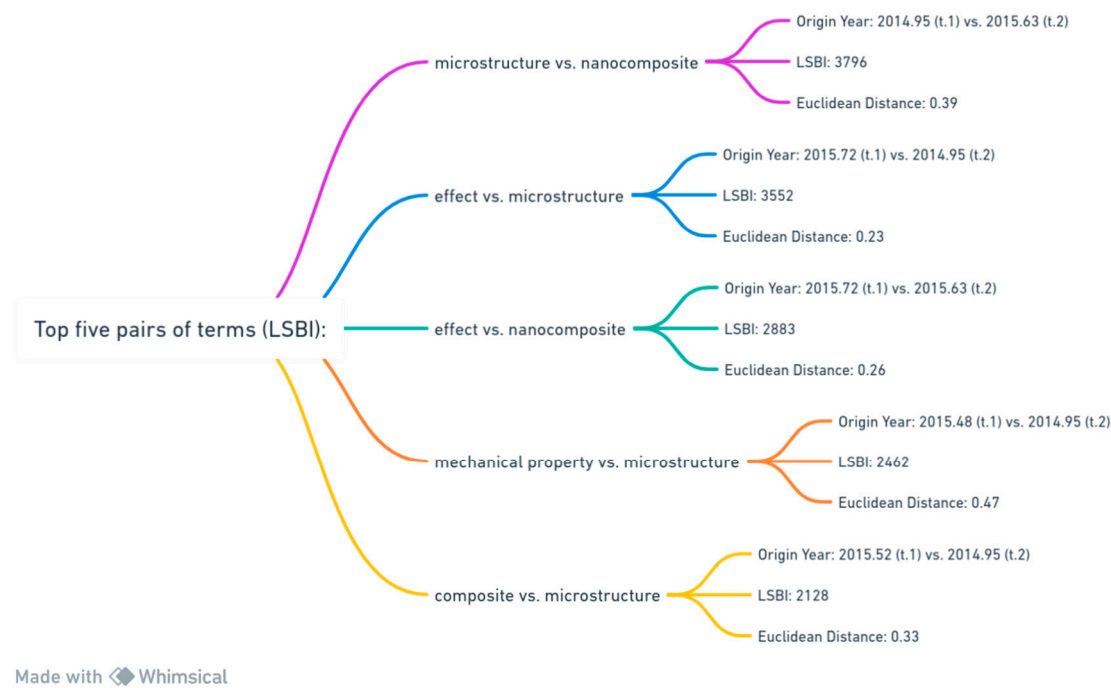 Top five pairs of terms (LSBI):
microstructure vs. nanocomposite
Origin Year: 2014.95 (t.1) vs. 2015.63 (t.2)
LSBI: 3796
Euclidean Distance: 0.39
effect vs. microstructure
Origin Year: 2015.72 (t.1) vs. 2014.95 (t.2)
LSBI: 3552
Euclidean Distance: 0.23
effect vs. nanocomposite
Origin Year: 2015.72 (t.1) vs. 2015.63 (t.2)
LSBI: 2883
Euclidean Distance: 0.26
mechanical property vs. microstructure
Origin Year: 2015.48 (t.1) vs. 2014.95 (t.2)
LSBI: 2462
Euclidean Distance: 0.47
composite vs. microstructure
Origin Year: 2015.52 (t.1) vs. 2014.95 (t.2)
LSBI: 2128
Euclidean Distance: 0.33
Made with Whimsical